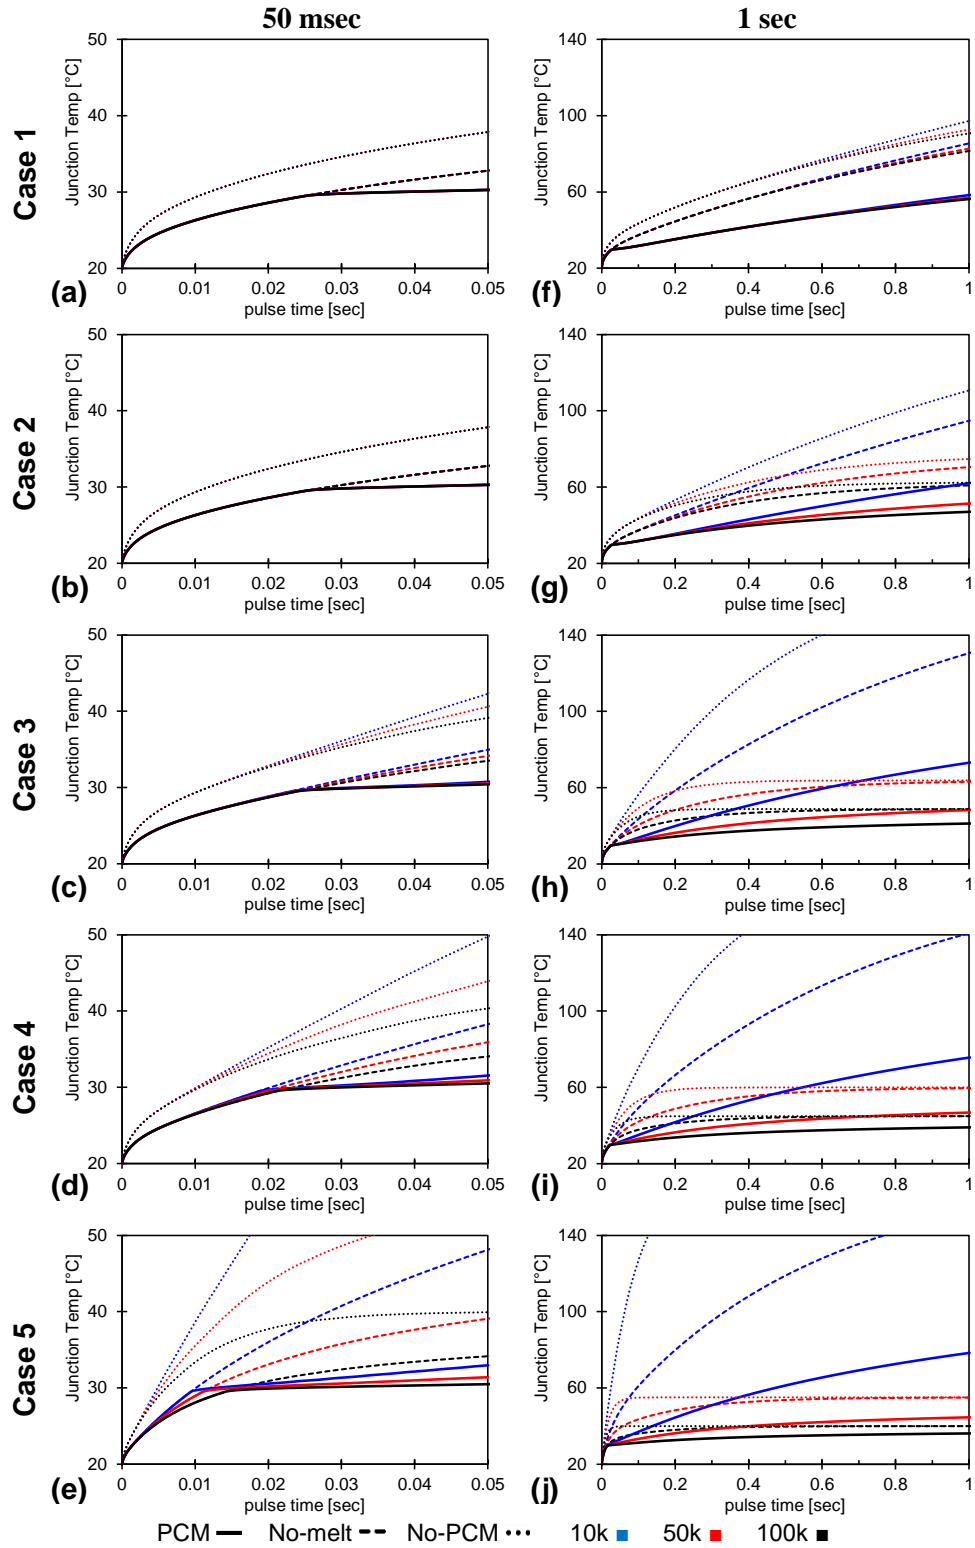 50 msec
1 sec
Case 1
Junction Temp [°C]
50
40
30
20
0
0.01
0.02
0.03
0.04
0.05
pulse time [sec]
(a)
Junction Temp [°C]
140
100
60
20
0
0.2
0.4
0.6
0.8
1
pulse time [sec]
(f)
Case 2
Junction Temp [°C]
50
40
30
20
0
0.01
0.02
0.03
0.04
0.05
pulse time [sec]
(b)
Junction Temp [°C]
140
100
60
20
0
0.2
0.4
0.6
0.8
1
pulse time [sec]
(g)
Case 3
Junction Temp [°C]
50
40
30
20
0
0.01
0.02
0.03
0.04
0.05
pulse time [sec]
(c)
Junction Temp [°C]
140
100
60
20
0
0.2
0.4
0.6
0.8
1
pulse time [sec]
(h)
Case 4
Junction Temp [°C]
50
40
30
20
0
0.01
0.02
0.03
0.04
0.05
pulse time [sec]
(d)
Junction Temp [°C]
140
100
60
20
0
0.2
0.4
0.6
0.8
1
pulse time [sec]
(i)
Case 5
Junction Temp [°C]
50
40
30
20
0
0.01
0.02
0.03
0.04
0.05
pulse time [sec]
(e)
Junction Temp [°C]
140
100
60
20
0
0.2
0.4
0.6
0.8
1
pulse time [sec]
(j)
PCM No-melt No-PCM 10k 50k 100k